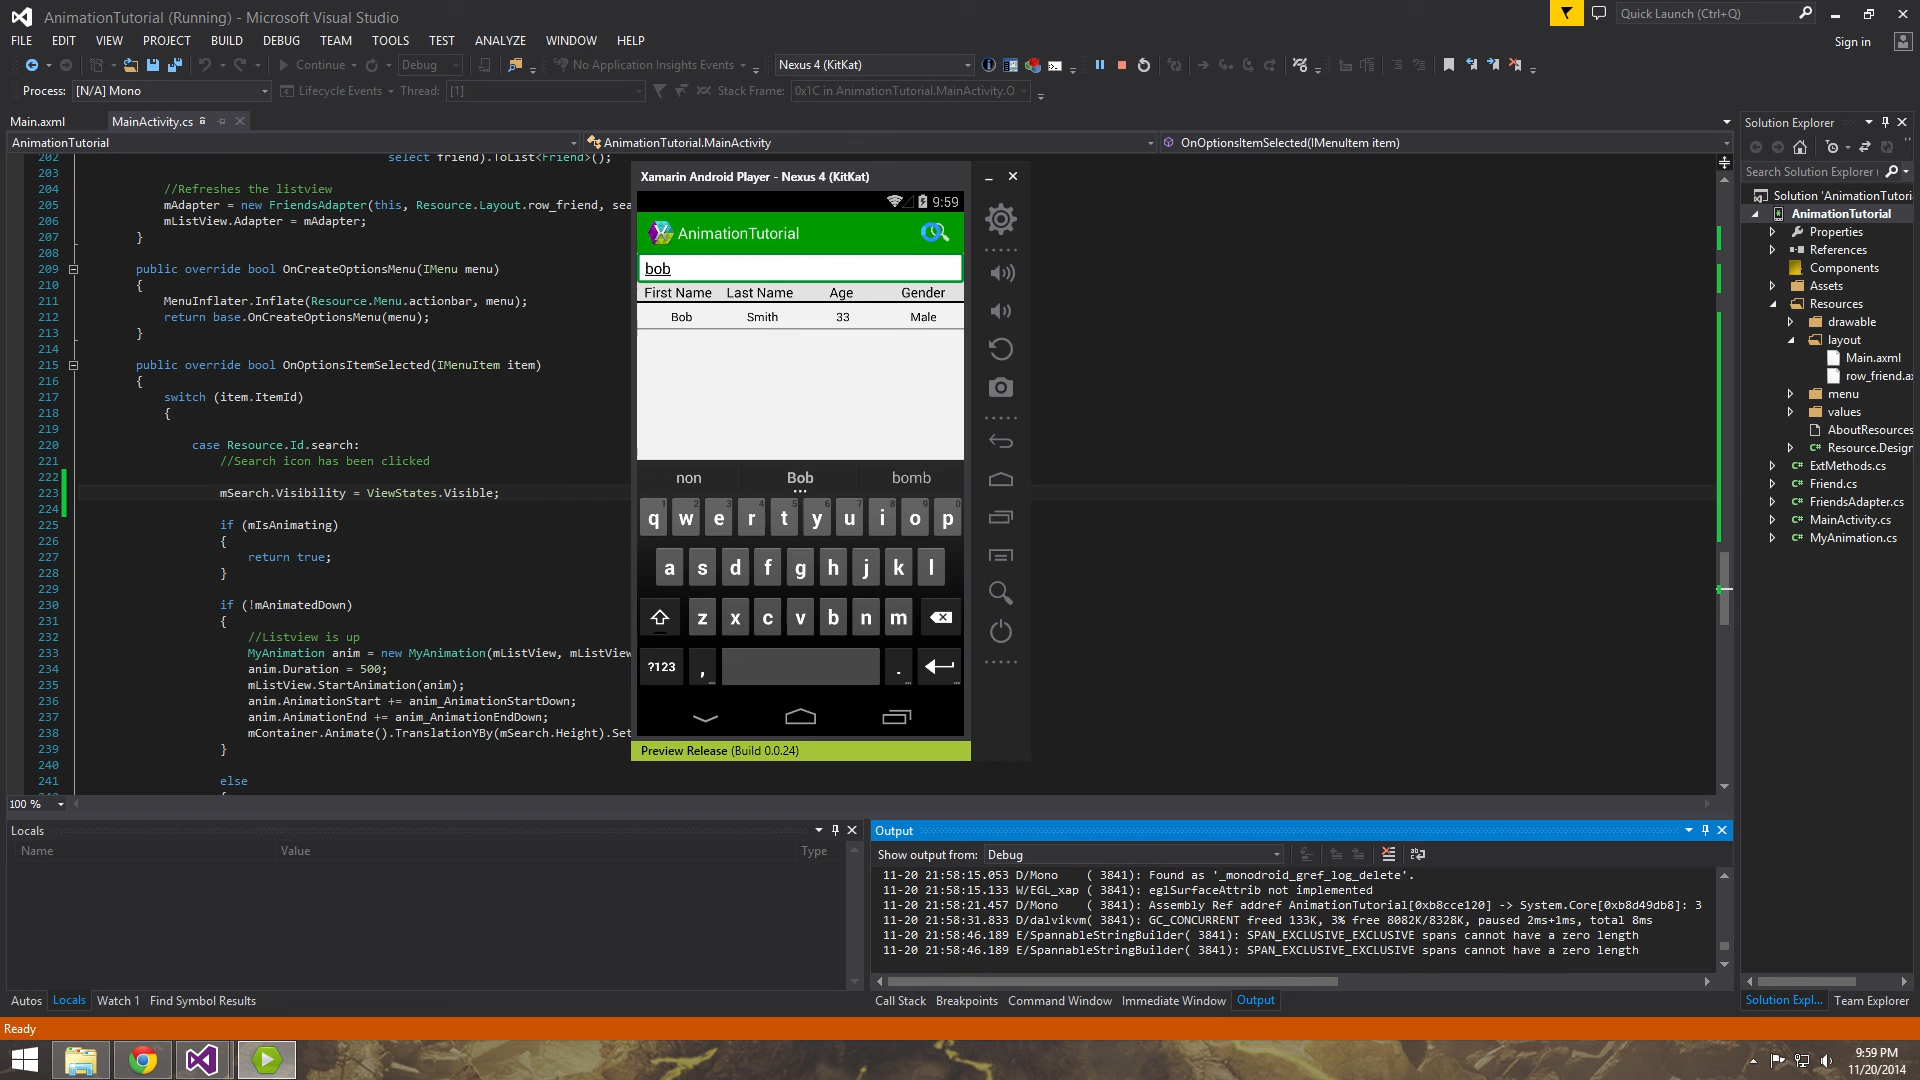 AnimationTutorial (Running) - Microsoft Visual Studio
Quick Launch (Ctrl+Q)
FILE EDIT VIEW PROJECT BUILD DEBUG TEAM TOOLS TEST ANALYZE WINDOW HELP
Sign in
Continue Debug No Application Insights Events Nexus 4 (KitKat)
Process: [N/A] Mono Lifecycle Events Thread: [1] Stack Frame: 0x1C in AnimationTutorial.MainActivity.O
Main.axml MainActivity.cs
AnimationTutorial AnimationTutorial.MainActivity OnOptionsItemSelected(IMenuItem item)
202 select friend).ToList<Friend>();
203
204 //Refreshes the listview
205 mAdapter = new FriendsAdapter(this, Resource.Layout.row_friend, sea
206 mListView.Adapter = mAdapter;
207 }
208
209 public override bool OnCreateOptionsMenu(IMenu menu)
210 {
211 MenuInflater.Inflate(Resource.Menu.actionbar, menu);
212 return base.OnCreateOptionsMenu(menu);
213 }
214
215 public override bool OnOptionsItemSelected(IMenuItem item)
216 {
217 switch (item.ItemId)
218 {
219
220 case Resource.Id.search:
221 //Search icon has been clicked
222
223 mSearch.Visibility = ViewStates.Visible;
224
225 if (mIsAnimating)
226 {
227 return true;
228 }
229
230 if (!mAnimatedDown)
231 {
232 //Listview is up
233 MyAnimation anim = new MyAnimation(mListView, mListView
234 anim.Duration = 500;
235 mListView.StartAnimation(anim);
236 anim.AnimationStart += anim_AnimationStartDown;
237 anim.AnimationEnd += anim_AnimationEndDown;
238 mContainer.Animate().TranslationYBy(mSearch.Height).Set
239 }
240
241 else
100 %
Xamarin Android Player - Nexus 4 (KitKat)
9:59
AnimationTutorial
bob
First Name Last Name Age Gender
Bob Smith 33 Male
non Bob bomb
1 2 3 4 5 6 7 8 9 0
q w e r t y u i o p
a s d f g h j k l
z x c v b n m
?123 , .
Preview Release (Build 0.0.24)
Solution Explorer
Search Solution Explorer (
Solution 'AnimationTutori
AnimationTutorial
Properties
References
Components
Assets
Resources
drawable
layout
Main.axml
row_friend.ax
menu
values
AboutResources
Resource.Design
C# ExtMethods.cs
C# Friend.cs
C# FriendsAdapter.cs
C# MainActivity.cs
C# MyAnimation.cs
Locals
Name Value Type
Autos Locals Watch 1 Find Symbol Results
Output
Show output from: Debug
11-20 21:58:15.053 D/Mono ( 3841): Found as '_monodroid_gref_log_delete'.
11-20 21:58:15.133 W/EGL_xap ( 3841): eglSurfaceAttrib not implemented
11-20 21:58:21.457 D/Mono ( 3841): Assembly Ref addref AnimationTutorial[0xb8cce120] -> System.Core[0xb8d49db8]: 3
11-20 21:58:31.833 D/dalvikvm( 3841): GC_CONCURRENT freed 133K, 3% free 8082K/8328K, paused 2ms+1ms, total 8ms
11-20 21:58:46.189 E/SpannableStringBuilder( 3841): SPAN_EXCLUSIVE_EXCLUSIVE spans cannot have a zero length
11-20 21:58:46.189 E/SpannableStringBuilder( 3841): SPAN_EXCLUSIVE_EXCLUSIVE spans cannot have a zero length
Call Stack Breakpoints Command Window Immediate Window Output
Solution Expl... Team Explorer
Ready
9:59 PM
11/20/2014